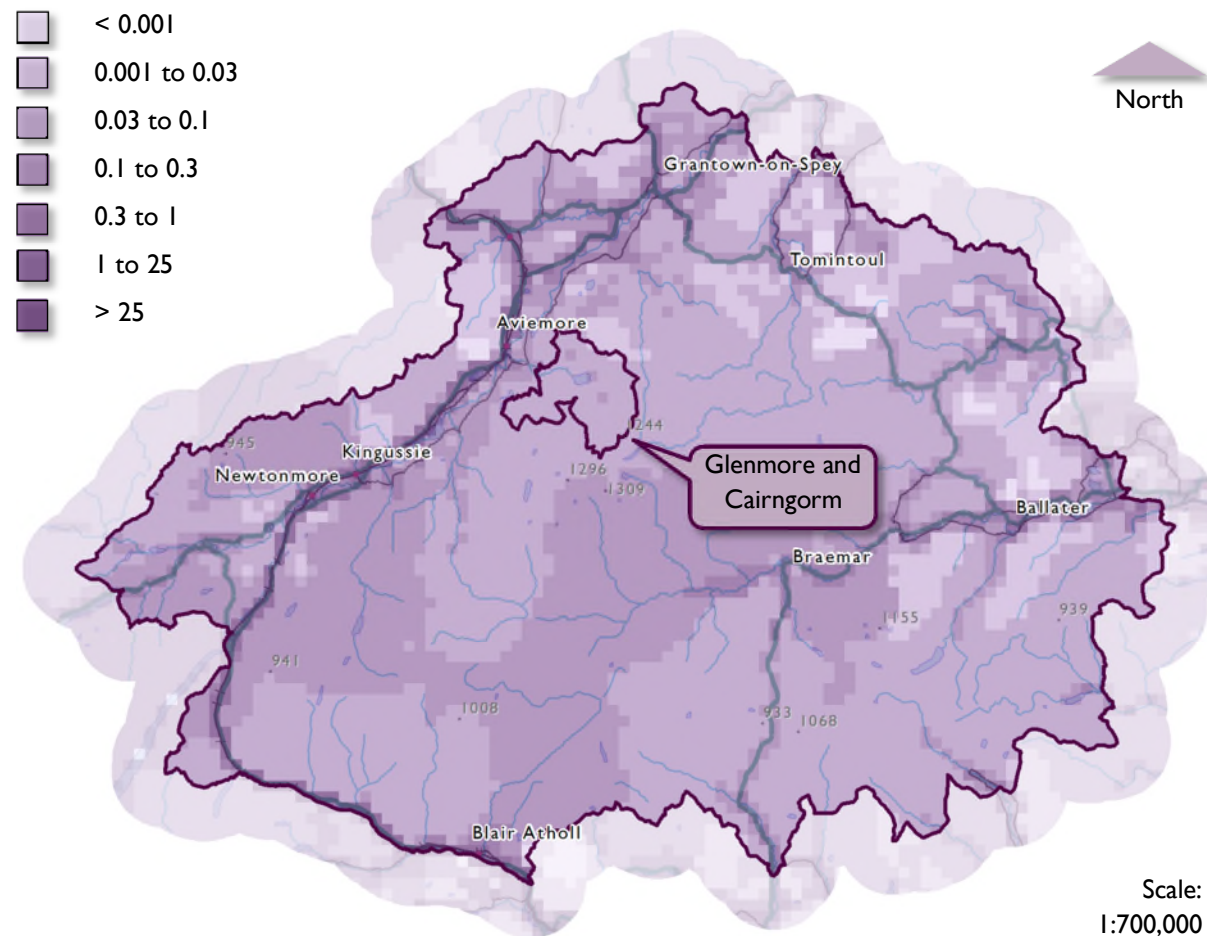 < 0.001
0.001 to 0.03
0.03 to 0.1
0.1 to 0.3
0.3 to 1
1 to 25
> 25
North
Grantown-on-Spey
Tomintoul
Aviemore
1244
945
Kingussie
Newtonmore
1296
1309
Glenmore and
Cairngorm
Ballater
Braemar
1155
939
941
1008
933
1068
Blair Atholl
Scale:
1:700,000